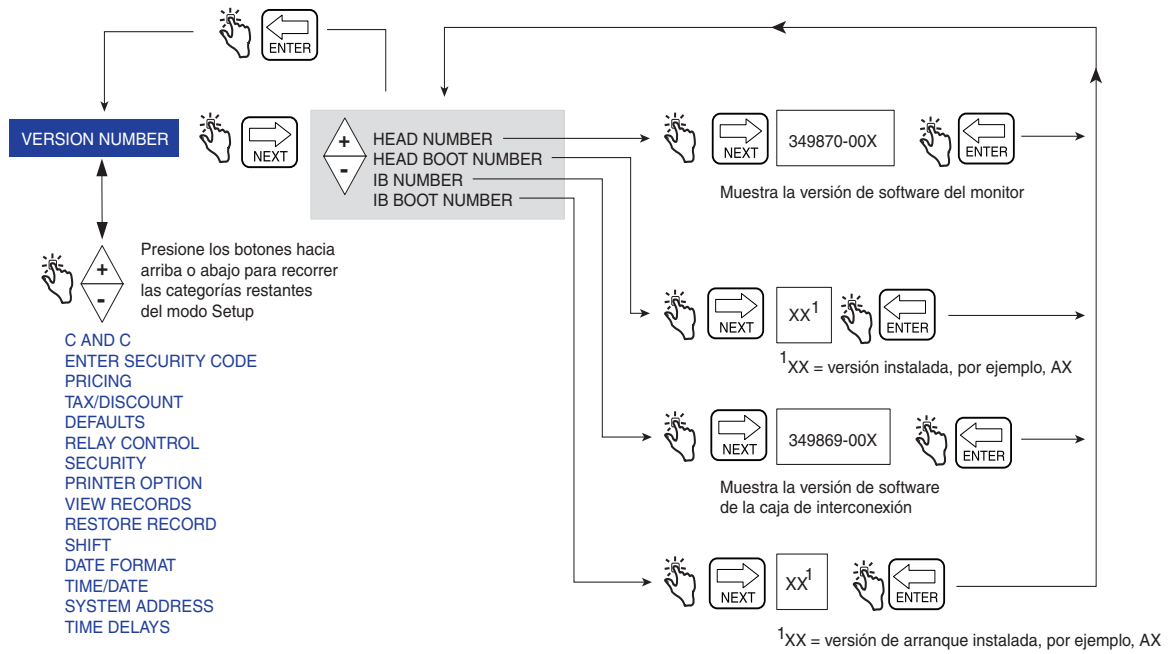 ENTER
VERSION NUMBER
NEXT
+
-
HEAD NUMBER
HEAD BOOT NUMBER
IB NUMBER
IB BOOT NUMBER
NEXT
349870-00X
ENTER
Muestra la versión de software del monitor
+
-
Presione los botones hacia
arriba o abajo para recorrer
las categorías restantes
del modo Setup
C AND C
ENTER SECURITY CODE
PRICING
TAX/DISCOUNT
DEFAULTS
RELAY CONTROL
SECURITY
PRINTER OPTION
VIEW RECORDS
RESTORE RECORD
SHIFT
DATE FORMAT
TIME/DATE
SYSTEM ADDRESS
TIME DELAYS
NEXT
XX1
ENTER
1XX = versión instalada, por ejemplo, AX
NEXT
349869-00X
ENTER
Muestra la versión de software
de la caja de interconexión
NEXT
XX1
ENTER
1XX = versión de arranque instalada, por ejemplo, AX